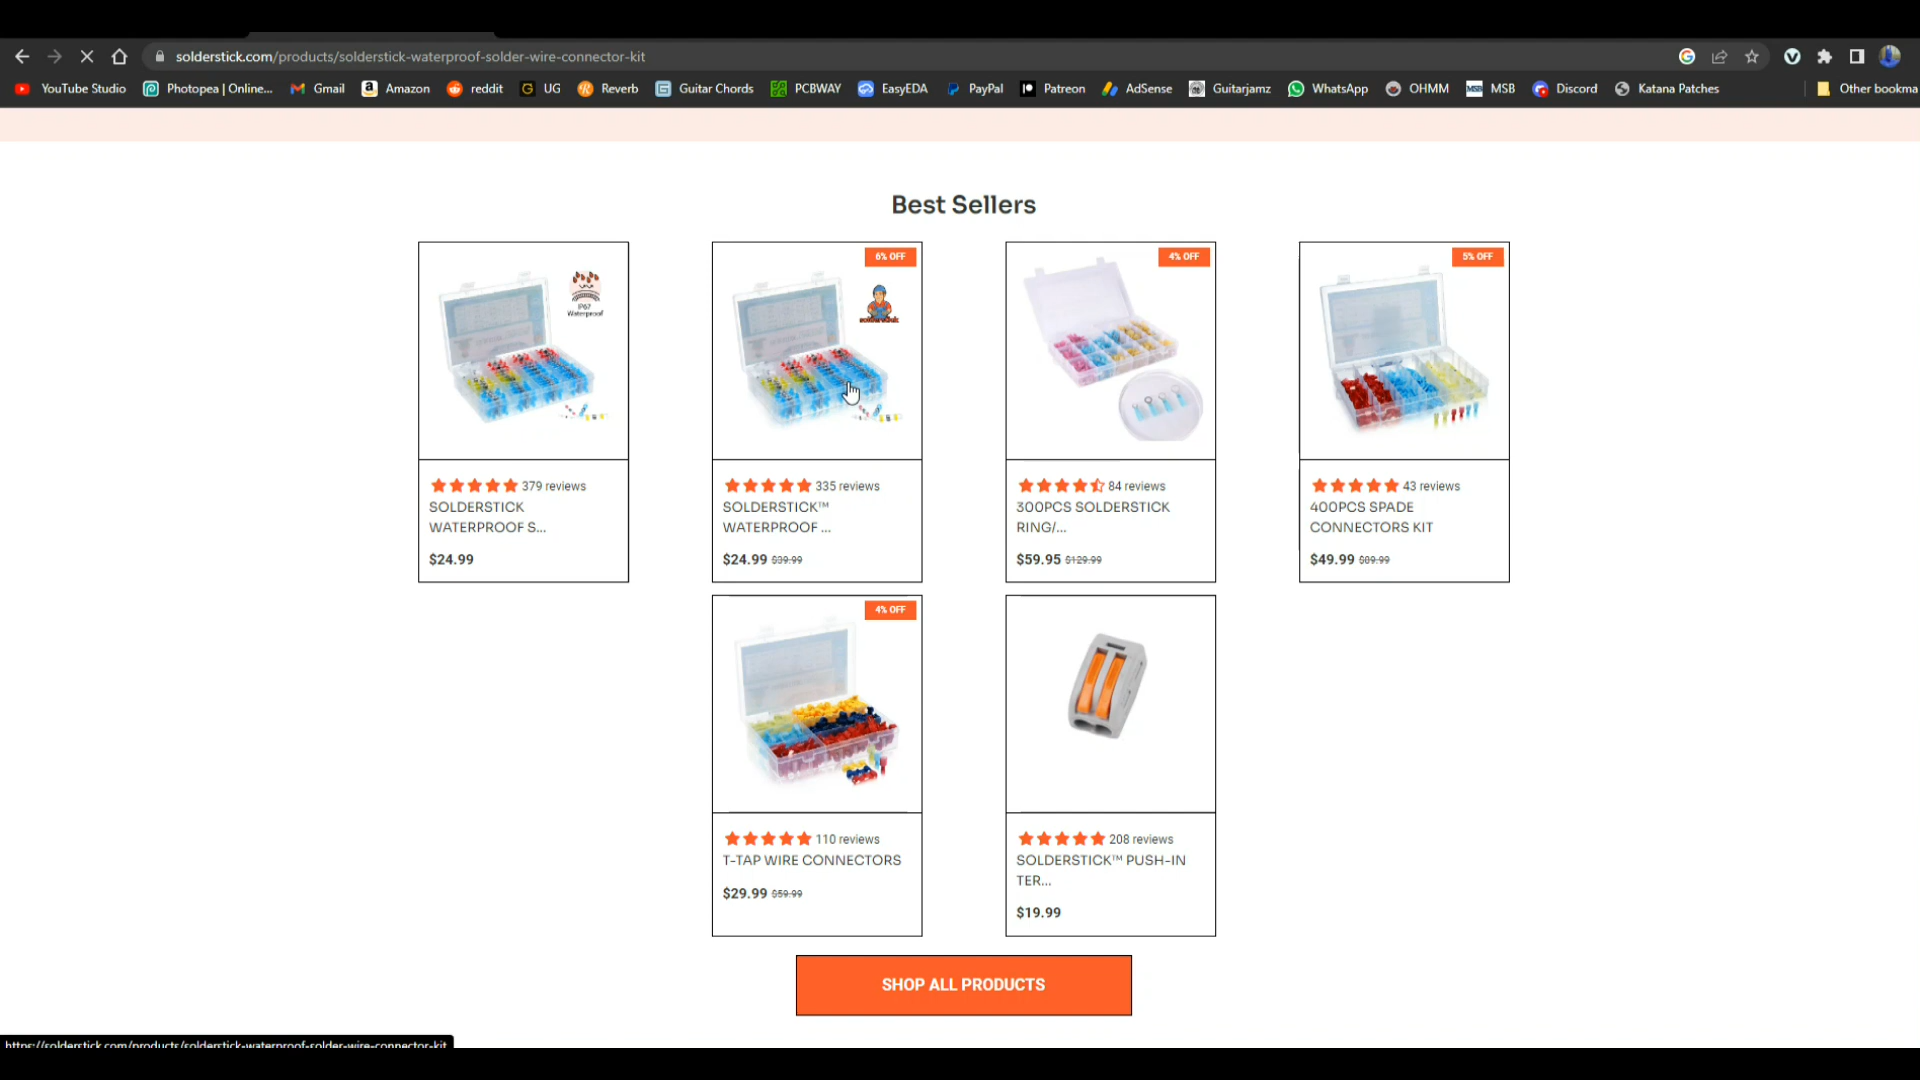 solderstick.com/products/solderstick-waterproof-solder-wire-connector-kit
YouTube Studio Photopea | Online... Gmail Amazon reddit UG Reverb Guitar Chords PCBWAY EasyEDA PayPal Patreon AdSense Guitarjamz WhatsApp OHMM MSB MSB Discord Katana Patches Other bookma
Best Sellers
IP67
Waterproof
6% OFF
solderstick
4% OFF
5% OFF
379 reviews
SOLDERSTICK
WATERPROOF S...
$24.99
335 reviews
SOLDERSTICK™
WATERPROOF ...
$24.99 $39.99
84 reviews
300PCS SOLDERSTICK
RING/...
$59.95 $129.99
43 reviews
400PCS SPADE
CONNECTORS KIT
$49.99 $89.99
4% OFF
110 reviews
T-TAP WIRE CONNECTORS
$29.99 $59.99
208 reviews
SOLDERSTICK™ PUSH-IN
TER...
$19.99
SHOP ALL PRODUCTS
https://solderstick.com/products/solderstick-waterproof-solder-wire-connector-kit